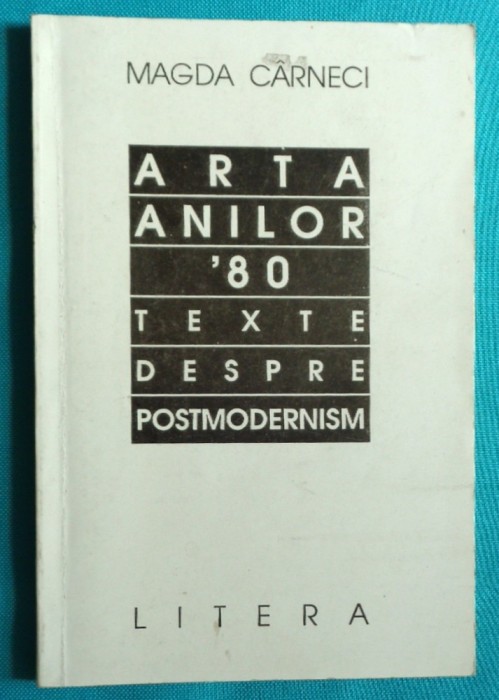 MAGDA CÂRNECI
ARTA
ANILOR
'80
TEXTE
DESPRE
POSTMODERNISM
LITERA